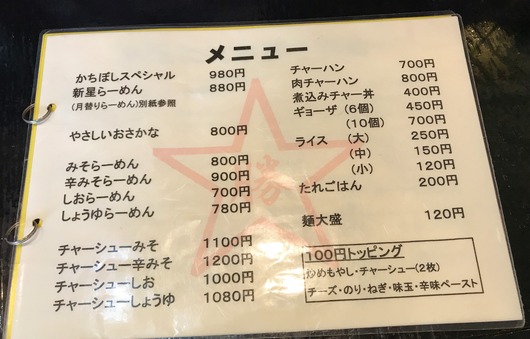 メニュー
かちぼしスペシャル 980円
新星らーめん 880円
(月替りらーめん)別紙参照
やさしいおさかな 800円
みそらーめん 800円
辛みそらーめん 900円
しおらーめん 700円
しょうゆらーめん 780円
チャーシューみそ 1100円
チャーシュー辛みそ 1200円
チャーシューしお 1000円
チャーシューしょうゆ 1080円
チャーハン 700円
肉チャーハン 800円
煮込みチャー丼 400円
ギョーザ (6個) 450円
(10個) 700円
ライス (大) 250円
(中) 150円
(小) 120円
たれごはん 200円
麺大盛 120円
100円トッピング
炒めもやし・チャーシュー(2枚)
チーズ・のり・ねぎ・味玉・辛味ペースト